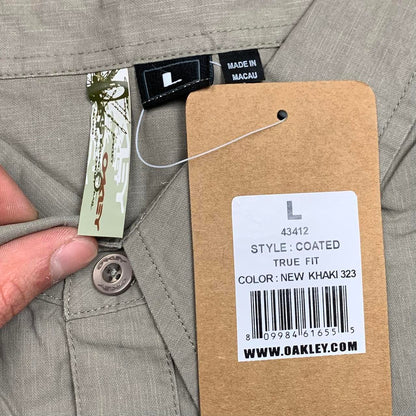 L
MADE IN
MACAU
OAKLEY
L
43412
STYLE : COATED
TRUE FIT
COLOR : NEW KHAKI 323
8 09984 61655 5
WWW.OAKLEY.COM